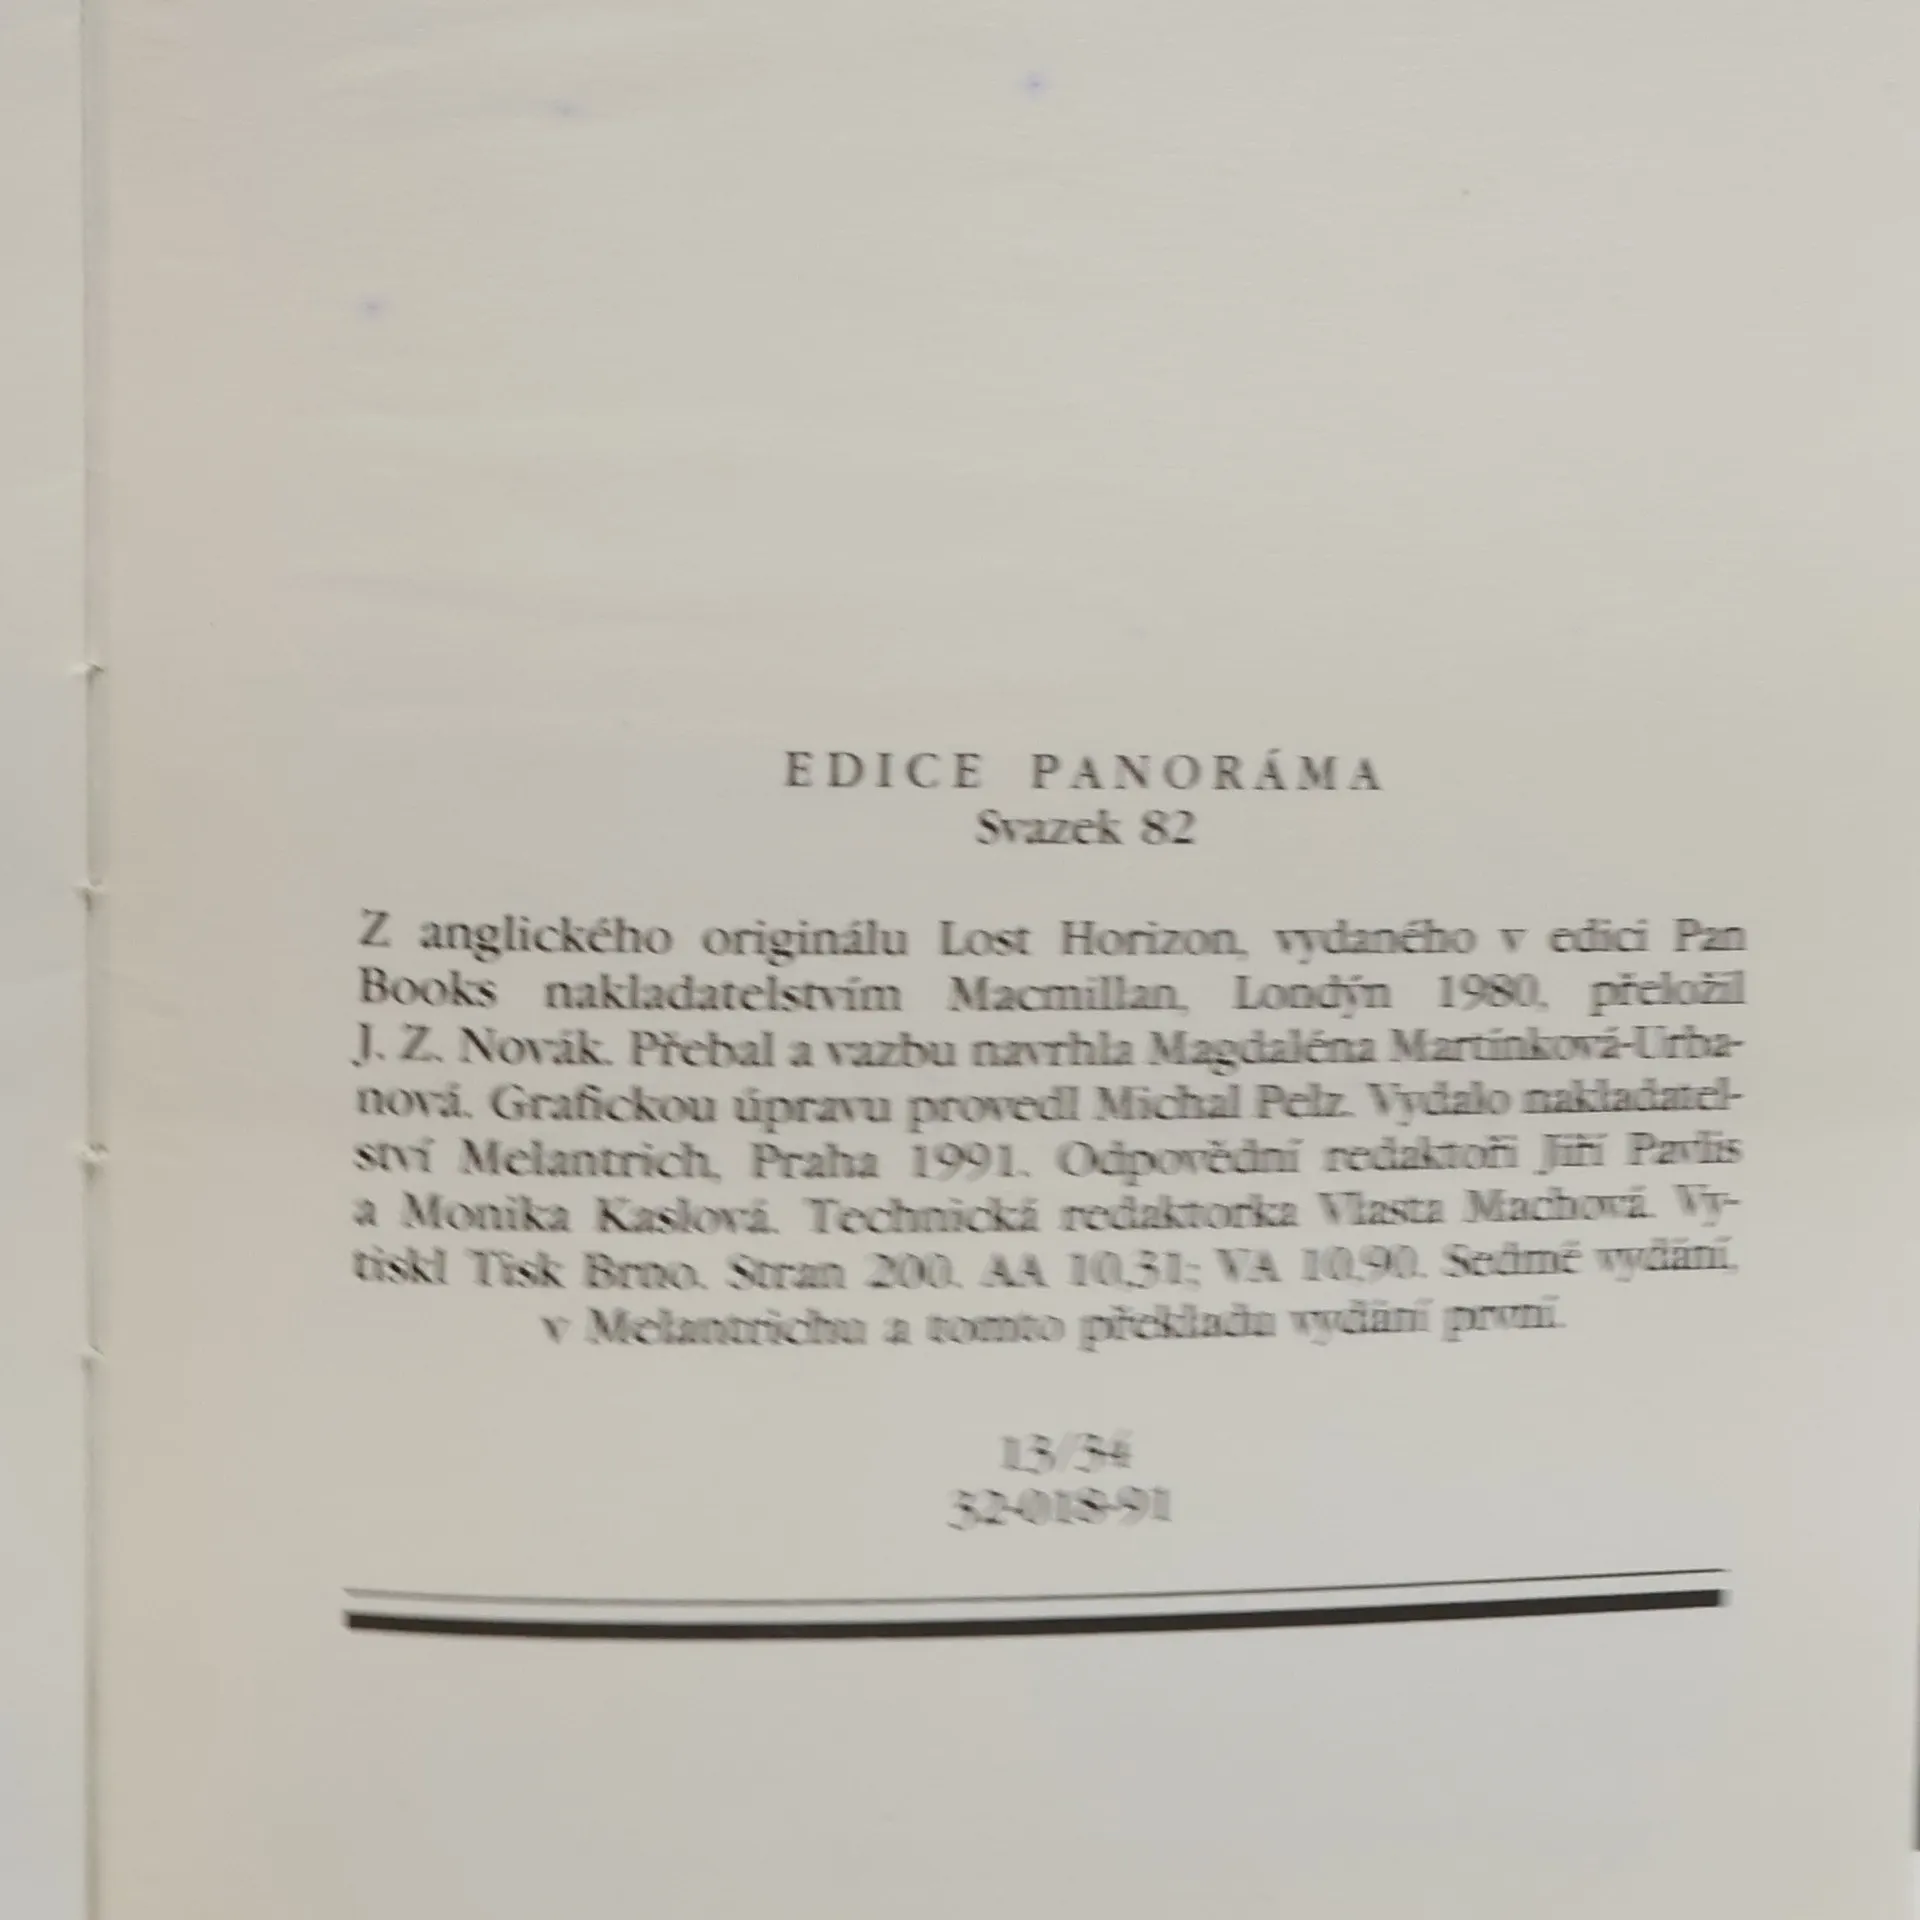 EDICE PANORÁMA
Svazek 82
Z anglického originálu Lost Horizon, vydaného v edici Pan
Books nakladatelstvím Macmillan, Londýn 1980, přeložil
J. Z. Novák. Přebal a vazbu navrhla Magdaléna Martínková-Urba-
nová. Grafickou úpravu provedl Michal Pelz. Vydalo nakladatel-
ství Melantrich, Praha 1991. Odpovědní redaktoři Jiří Pavlis
a Monika Kaslová. Technická redaktorka Vlasta Machová. Vy-
tiskl Tisk Brno. Stran 200. AA 10,31; VA 10,90. Sedmé vydání,
v Melantrichu a tomto překladu vydání první.
13/34
32-018-91